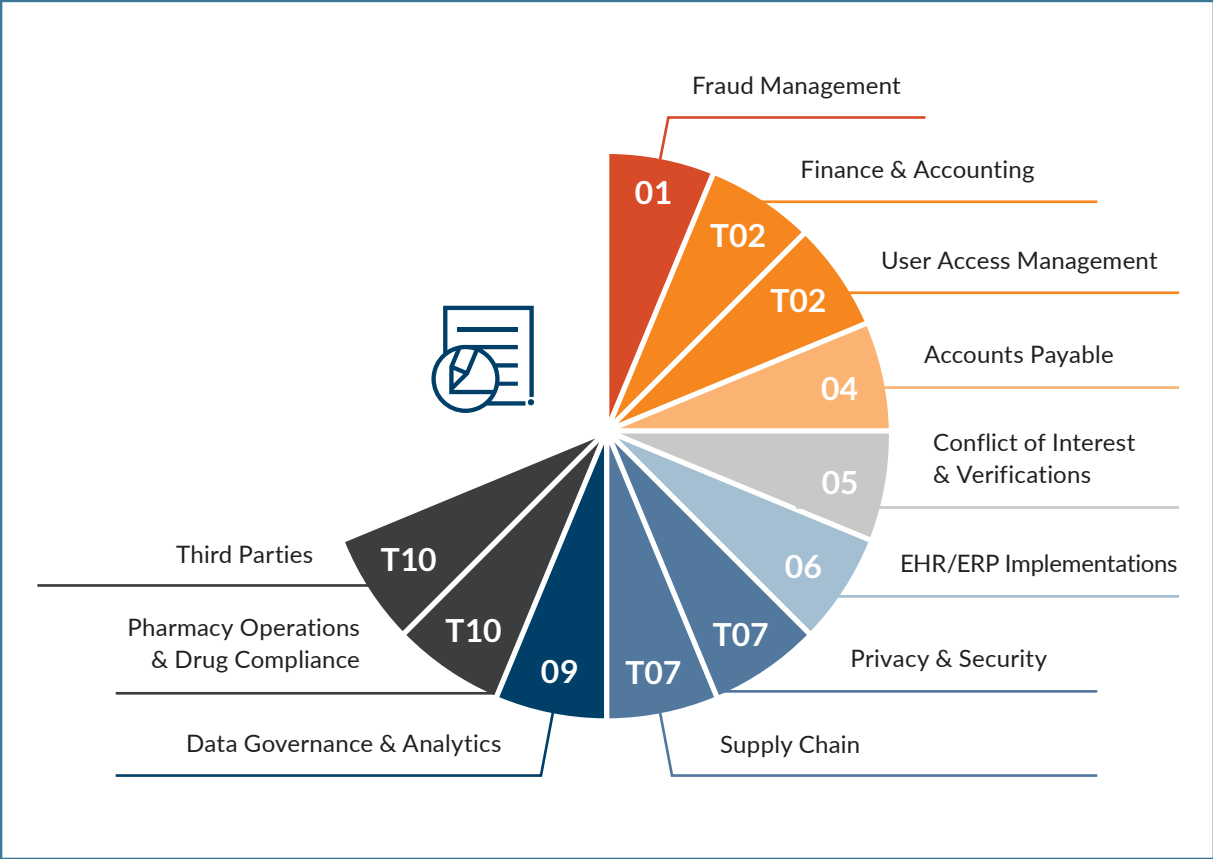 Fraud Management
01
Finance & Accounting
T02
User Access Management
T02
Accounts Payable
04
Conflict of Interest
& Verifications
05
EHR/ERP Implementations
06
Privacy & Security
T07
Supply Chain
T07
Data Governance & Analytics
09
Pharmacy Operations
& Drug Compliance
T10
Third Parties
T10